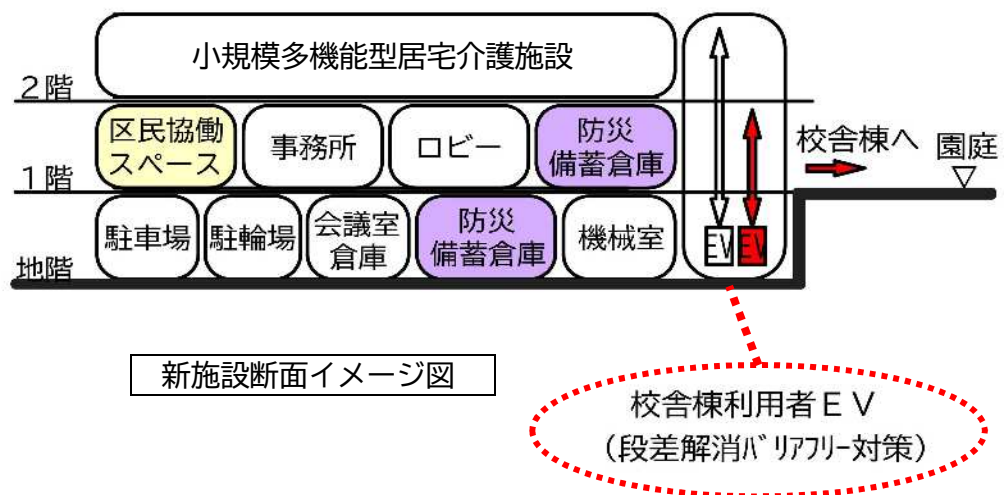 小規模多機能型居宅介護施設
2階
区民協働
スペース
事務所
ロビー
防災
備蓄倉庫
校舎棟へ
園庭
1階
駐車場
駐輪場
会議室
倉庫
防災
備蓄倉庫
機械室
EV
EV
地階
新施設断面イメージ図
校舎棟利用者EV
(段差解消バリアフリー対策)